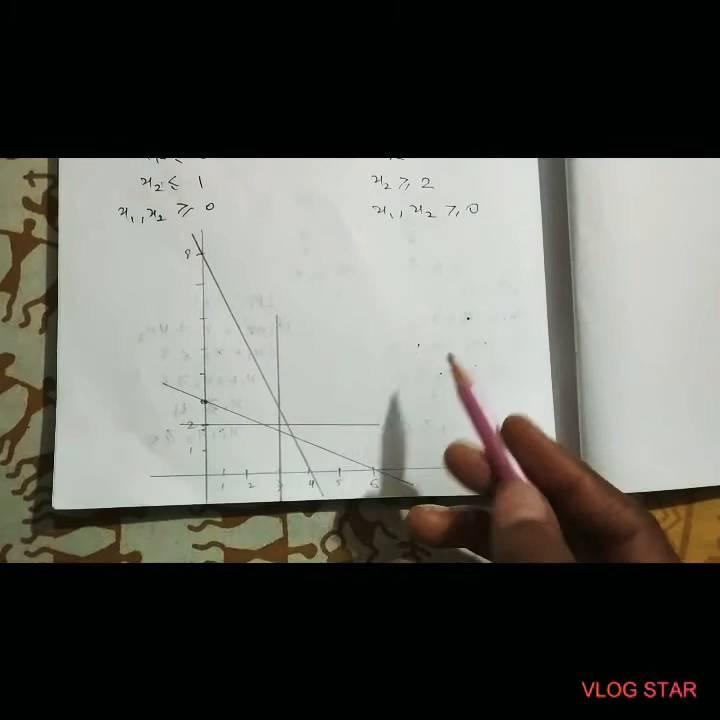 x₂ ≤ 1
x₂ ≥ 2
x₁, x₂ ≥ 0
x₁, x₂ ≥ 0
8
2
1
1 2 3 4 5 6
VLOG STAR